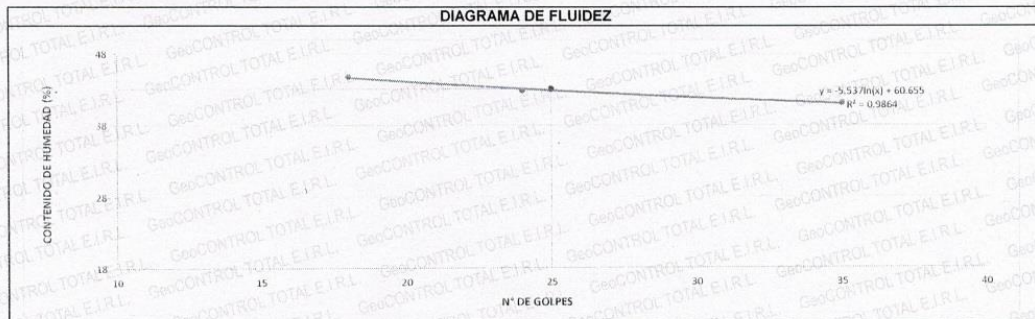 DIAGRAMA DE FLUIDEZ
CONTENIDO DE HUMEDAD (%)
48
38
28
18
y = -5.537ln(x) + 60.655
R² = 0.9864
10 15 20 25 30 35 40
N° DE GOLPES
GeoCONTROL TOTAL E.I.R.L.